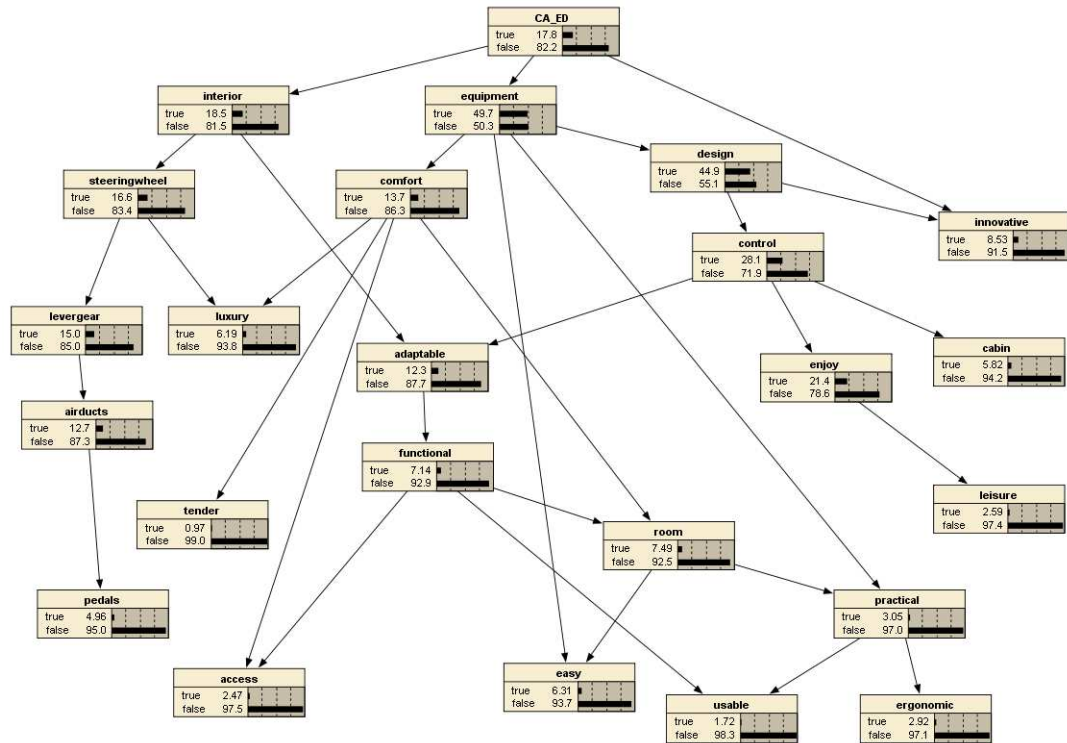 CA_ED
true 17.8
false 82.2
interior
true 18.5
false 81.5
equipment
true 49.7
false 50.3
design
true 44.9
false 55.1
steeringwheel
true 16.6
false 83.4
comfort
true 13.7
false 86.3
innovative
true 8.53
false 91.5
control
true 28.1
false 71.9
levergear
true 15.0
false 85.0
luxury
true 6.19
false 93.8
adaptable
true 12.3
false 87.7
enjoy
true 21.4
false 78.6
cabin
true 5.82
false 94.2
airducts
true 12.7
false 87.3
functional
true 7.14
false 92.9
tender
true 0.97
false 99.0
leisure
true 2.59
false 97.4
room
true 7.49
false 92.5
pedals
true 4.96
false 95.0
practical
true 3.05
false 97.0
access
true 2.47
false 97.5
easy
true 6.31
false 93.7
usable
true 1.72
false 98.3
ergonomic
true 2.92
false 97.1